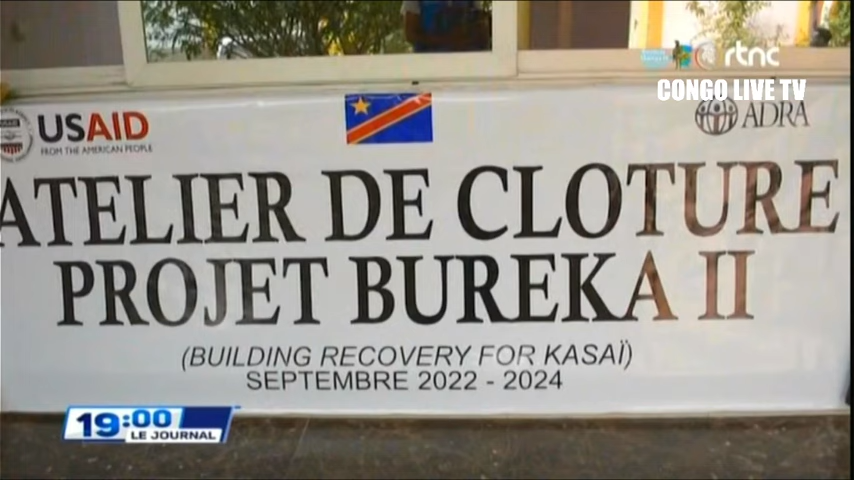 rtnc
CONGO LIVE TV
USAID
FROM THE AMERICAN PEOPLE
ADRA
ATELIER DE CLOTURE
PROJET BUREKA II
(BUILDING RECOVERY FOR KASAÏ)
SEPTEMBRE 2022 - 2024
19:00
LE JOURNAL